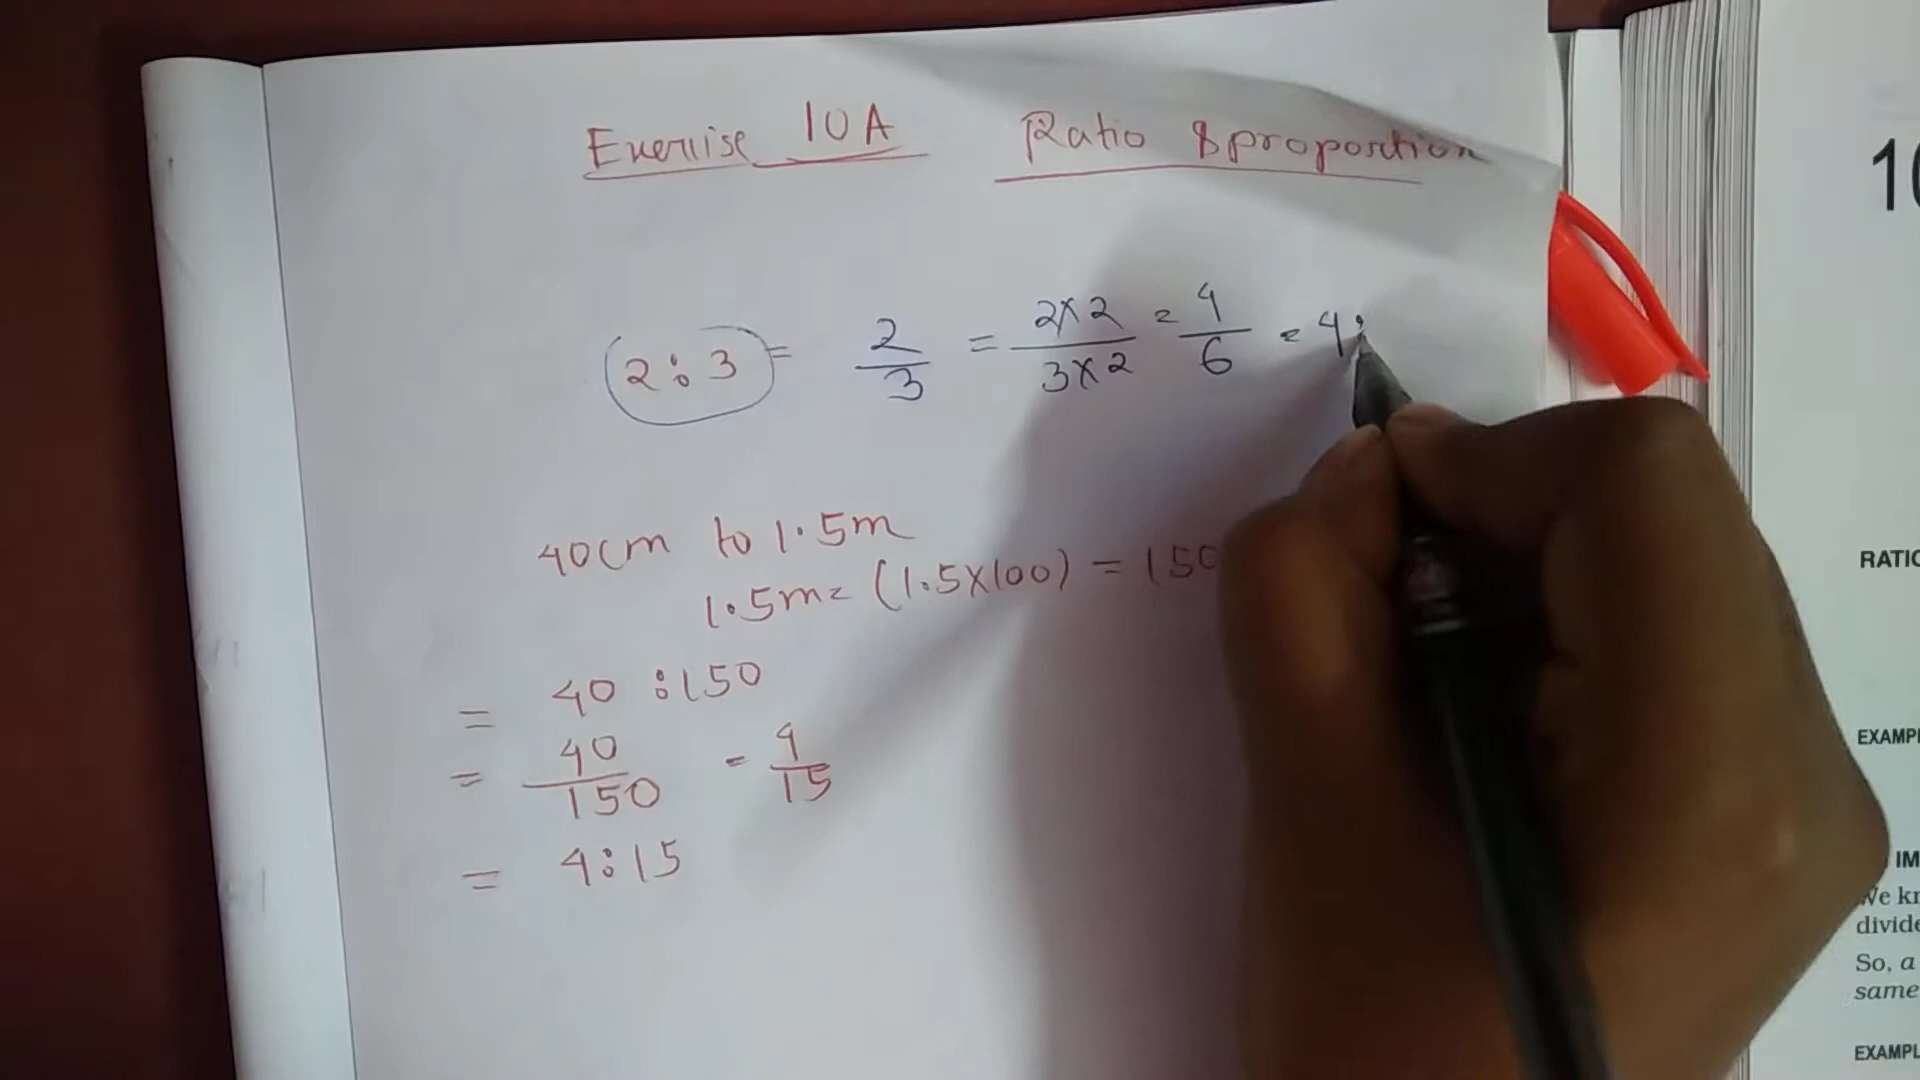 Exercise 10A Ratio & proportion
2:3 = 2/3 = 2×2/3×2 = 4/6 = 4:
40cm to 1.5m
1.5m = (1.5×100) = 150
= 40:150
= 40/150 = 4/15
= 4:15
10
RATIO
EXAMPL
IM
We kn
divide
So, a
same
EXAMPL